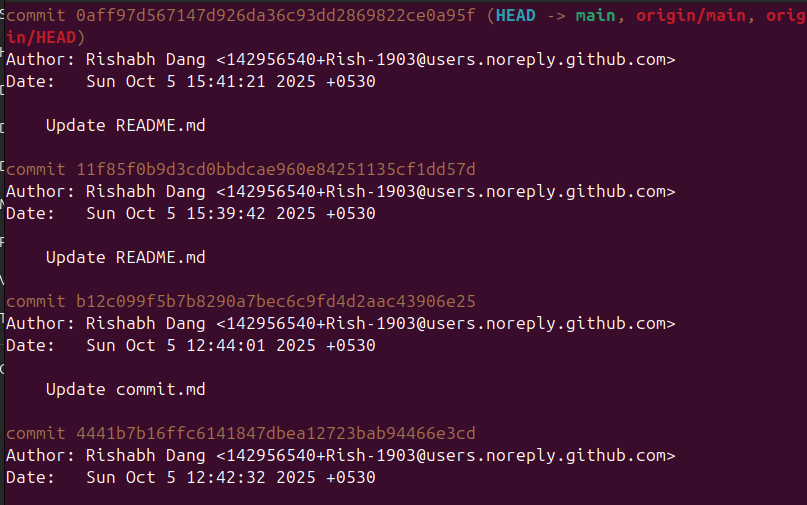 commit 0aff97d567147d926da36c93dd2869822ce0a95f (HEAD -> main, origin/main, orig
in/HEAD)
Author: Rishabh Dang <142956540+Rish-1903@users.noreply.github.com>
Date:   Sun Oct 5 15:41:21 2025 +0530
    Update README.md
commit 11f85f0b9d3cd0bbdcae960e84251135cf1dd57d
Author: Rishabh Dang <142956540+Rish-1903@users.noreply.github.com>
Date:   Sun Oct 5 15:39:42 2025 +0530
    Update README.md
commit b12c099f5b7b8290a7bec6c9fd4d2aac43906e25
Author: Rishabh Dang <142956540+Rish-1903@users.noreply.github.com>
Date:   Sun Oct 5 12:44:01 2025 +0530
    Update commit.md
commit 4441b7b16ffc6141847dbea12723bab94466e3cd
Author: Rishabh Dang <142956540+Rish-1903@users.noreply.github.com>
Date:   Sun Oct 5 12:42:32 2025 +0530